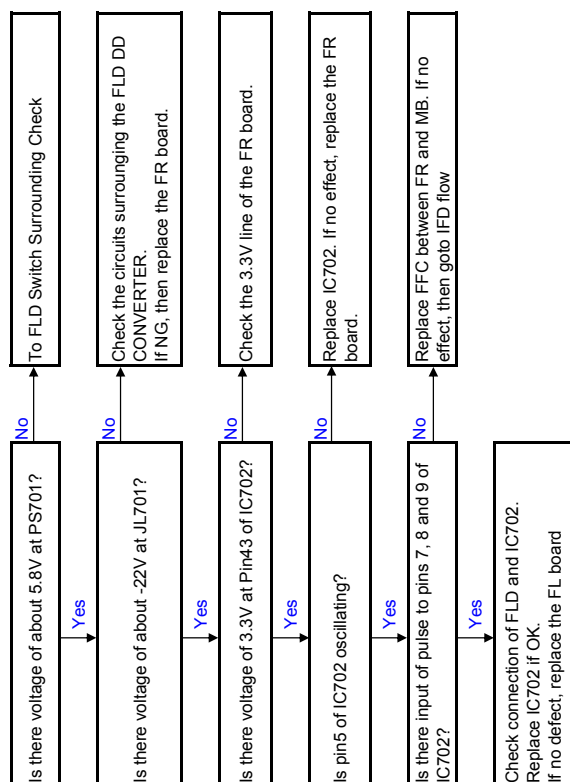 Is there voltage of about 5.8V at PS701?
No
To FLD Switch Surrounding Check
Yes
Is there voltage of about -22V at JL701?
No
Check the circuits surronging the FLD DD
CONVERTER.
If NG, then replace the FR board.
Yes
Is there voltage of 3.3V at Pin43 of IC702?
No
Check the 3.3V line of the FR board.
Yes
Is pin5 of IC702 oscillating?
No
Replace IC702. If no effect, replace the FR
board.
Yes
Is there input of pulse to pins 7, 8 and 9 of
IC702?
No
Replace FFC between FR and MB. If no
effect, then goto IFD flow
Yes
Check connection of FLD and IC702.
Replace IC702 if OK.
If no defect, replace the FL board